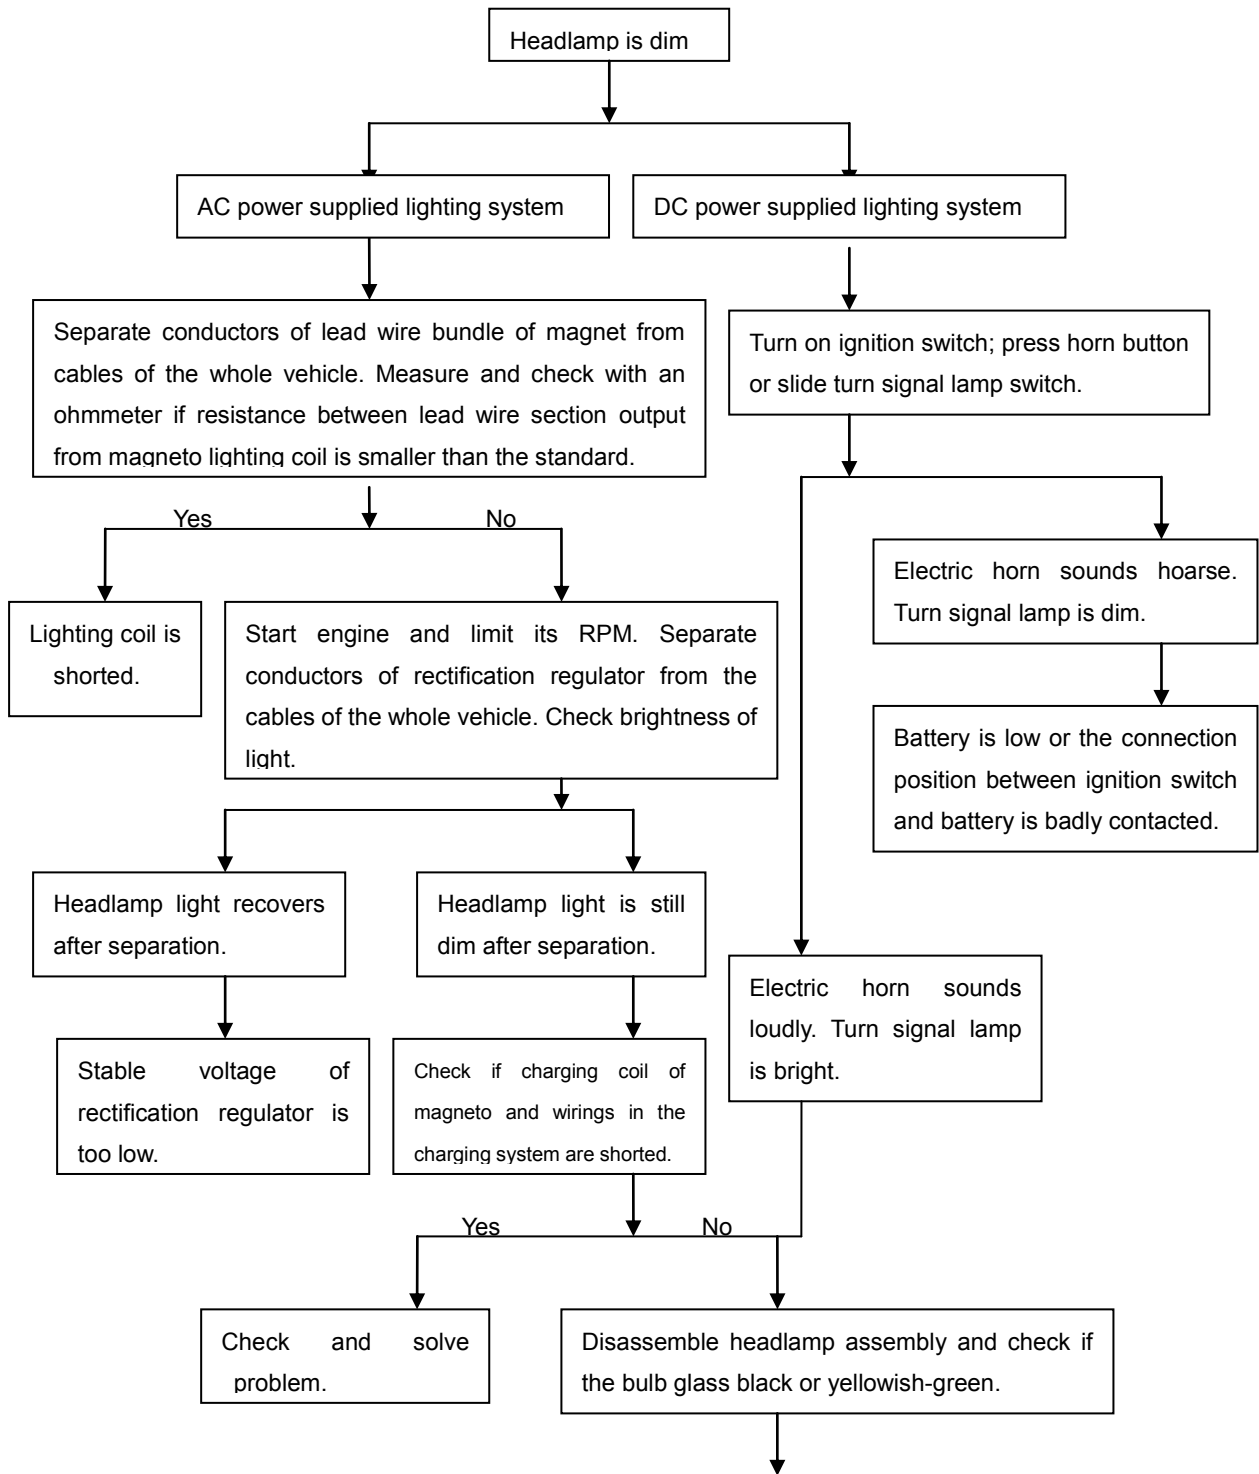 Headlamp is dim
AC power supplied lighting system
DC power supplied lighting system
Separate conductors of lead wire bundle of magnet from
cables of the whole vehicle. Measure and check with an
ohmmeter if resistance between lead wire section output
from magneto lighting coil is smaller than the standard.
Turn on ignition switch; press horn button
or slide turn signal lamp switch.
Yes
No
Electric horn sounds hoarse.
Turn signal lamp is dim.
Lighting coil is
shorted.
Start engine and limit its RPM. Separate
conductors of rectification regulator from the
cables of the whole vehicle. Check brightness of
light.
Battery is low or the connection
position between ignition switch
and battery is badly contacted.
Headlamp light recovers
after separation.
Headlamp light is still
dim after separation.
Electric horn sounds
loudly. Turn signal lamp
is bright.
Stable voltage of
rectification regulator is
too low.
Check if charging coil of
magneto and wirings in the
charging system are shorted.
Yes
No
Check and solve
problem.
Disassemble headlamp assembly and check if
the bulb glass black or yellowish-green.